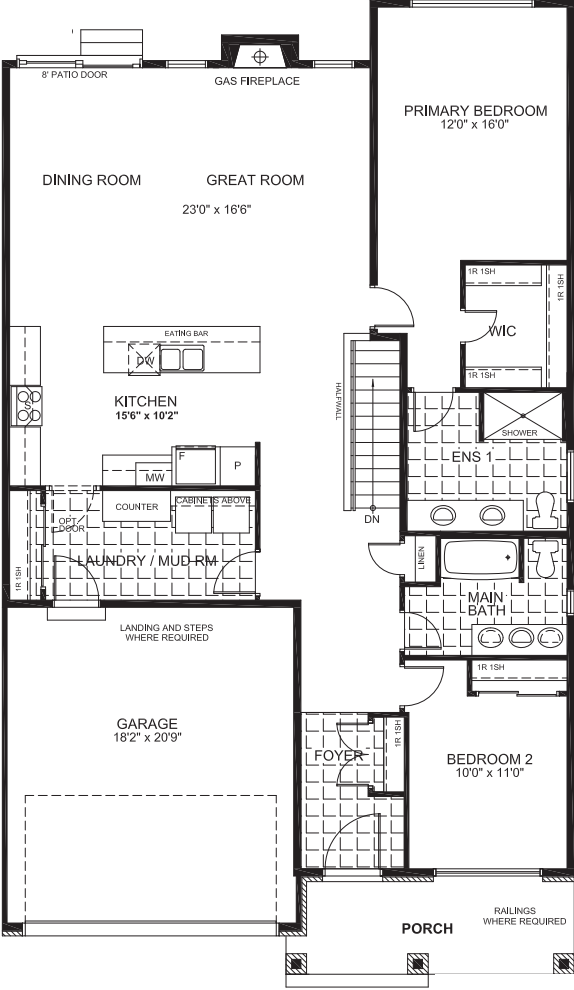 8' PATIO DOOR
GAS FIREPLACE
PRIMARY BEDROOM
12'0" x 16'0"
DINING ROOM
GREAT ROOM
23'0" x 16'6"
1R 1SH
1R 1SH
WIC
1R 1SH
EATING BAR
DW
KITCHEN
15'6" x 10'2"
HALFWALL
SHOWER
ENS 1
F
MW
P
DN
COUNTER
CABINETS ABOVE
OPT.
DOOR
LAUNDRY / MUD RM
1R 1SH
LINEN
MAIN
BATH
LANDING AND STEPS
WHERE REQUIRED
1R 1SH
GARAGE
18'2" x 20'9"
FOYER
1R 1SH
BEDROOM 2
10'0" x 11'0"
PORCH
RAILINGS
WHERE REQUIRED